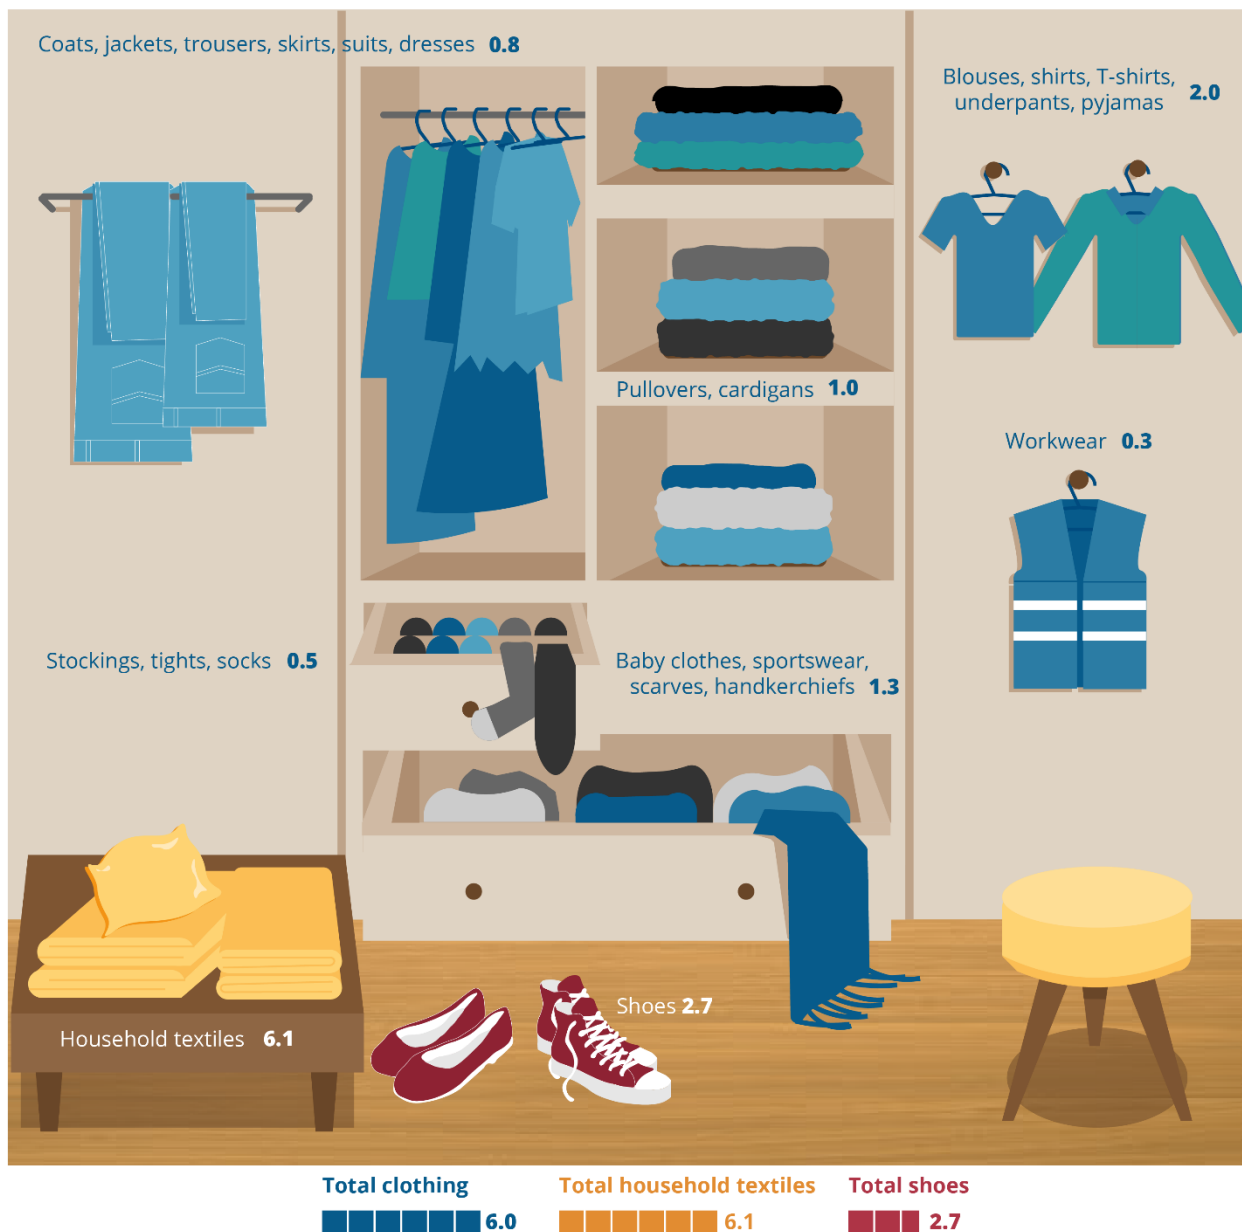 Coats, jackets, trousers, skirts, suits, dresses 0.8
Blouses, shirts, T-shirts,
underpants, pyjamas 2.0
Pullovers, cardigans 1.0
Workwear 0.3
Stockings, tights, socks 0.5
Baby clothes, sportswear,
scarves, handkerchiefs 1.3
Shoes 2.7
Household textiles 6.1
Total clothing
6.0
Total household textiles
6.1
Total shoes
2.7